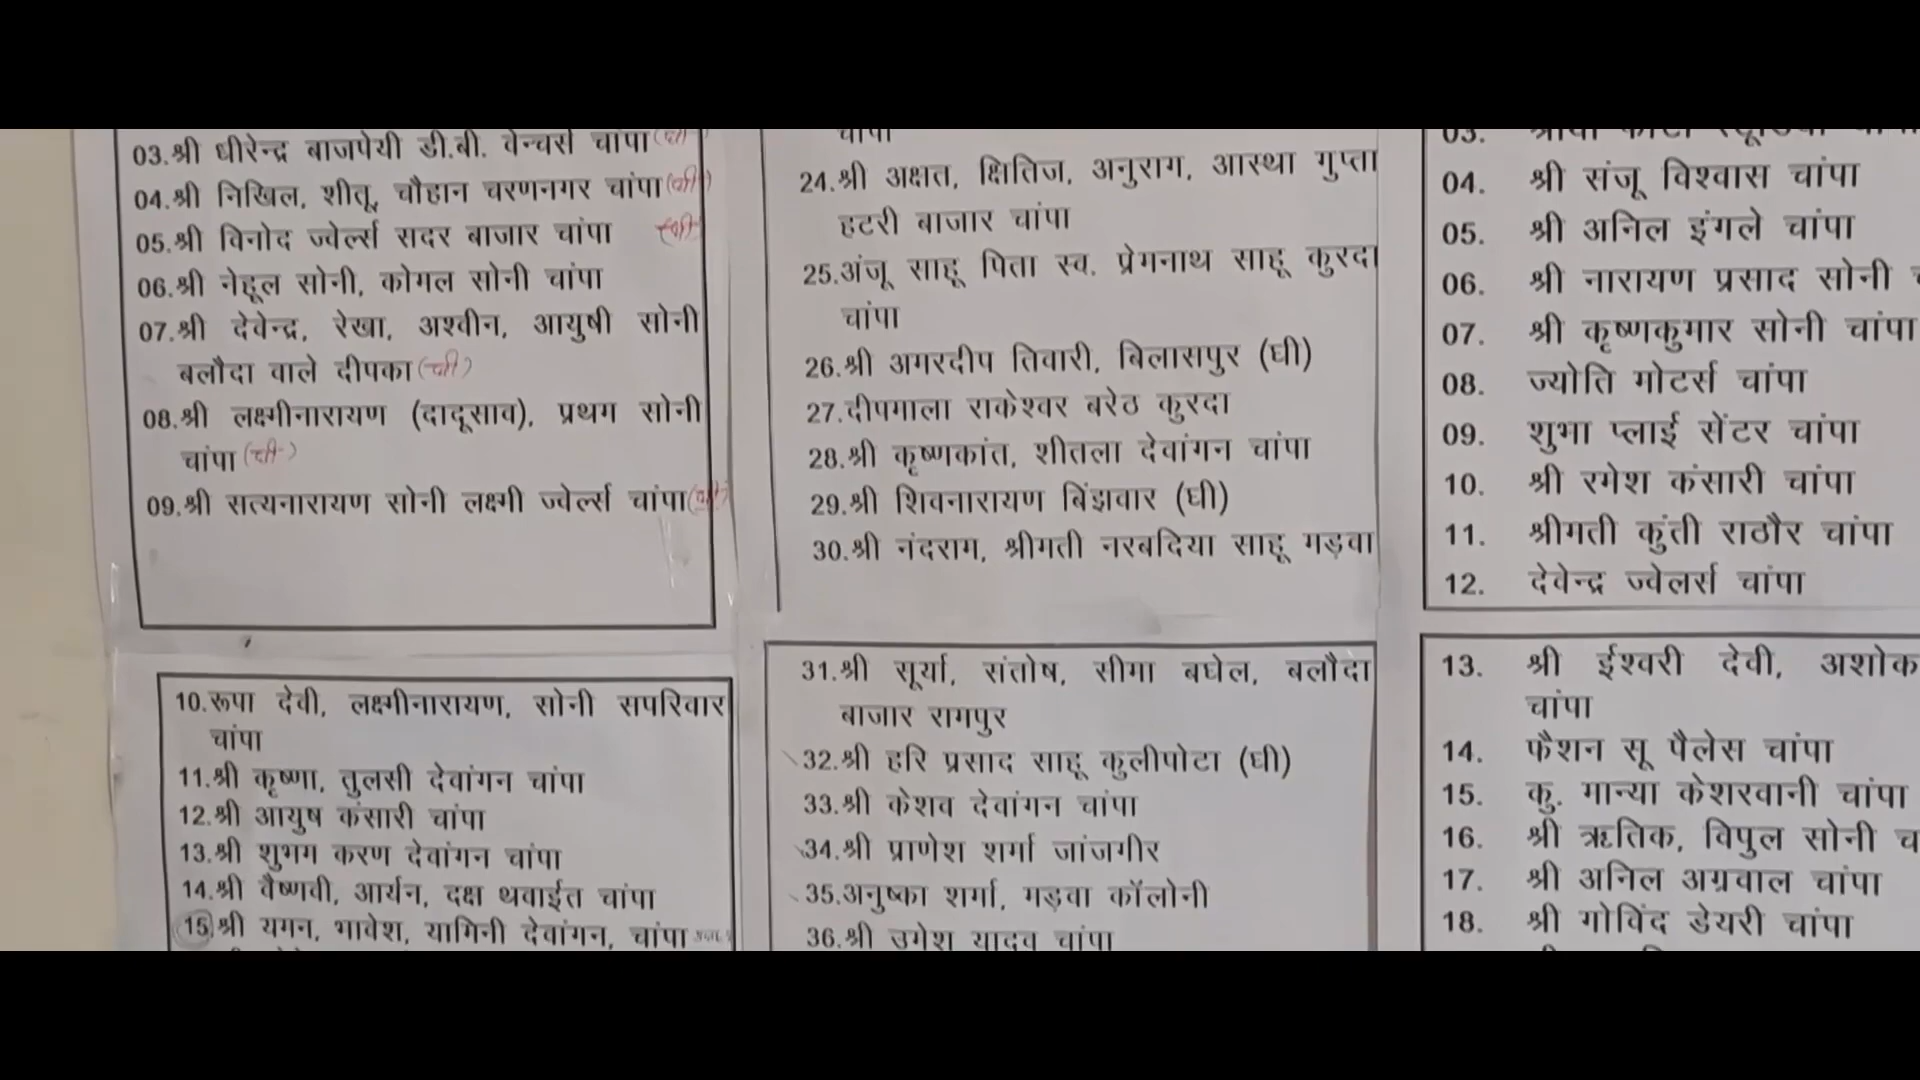 03.श्री धीरेन्द्र बाजपेयी डी.बी. वेन्चर्स चांपा
04.श्री निखिल, शीतू, चौहान चरणनगर चांपा (घी)
05.श्री विनोद ज्वेर्ल्स सदर बाजार चांपा (घी)
06.श्री नेहूल सोनी, कोमल सोनी चांपा
07.श्री देवेन्द्र, रेखा, अश्वीन, आयुषी सोनी
बलौदा वाले दीपका (घी)
08.श्री लक्ष्मीनारायण (दादूसाव), प्रथम सोनी
चांपा (घी)
09.श्री सत्यनारायण सोनी लक्ष्मी ज्वेर्ल्स चांपा (घी)
10.रूपा देवी, लक्ष्मीनारायण, सोनी सपरिवार
चांपा
11.श्री कृष्णा, तुलसी देवांगन चांपा
12.श्री आयुष कंसारी चांपा
13.श्री शुभम करण देवांगन चांपा
14.श्री वैष्णवी, आर्यन, दक्ष थवाईत चांपा
15.श्री यमन, भावेश, यामिनी देवांगन, चांपा
चांपा
24.श्री अक्षत, क्षितिज, अनुराग, आस्था गुप्ता
हटरी बाजार चांपा
25.अंजू साहू पिता स्व. प्रेमनाथ साहू कुरदा
चांपा
26.श्री अमरदीप तिवारी, बिलासपुर (घी)
27.दीपमाला राकेश्वर बरेठ कुरदा
28.श्री कृष्णकांत, शीतला देवांगन चांपा
29.श्री शिवनारायण बिंझवार (घी)
30.श्री नंदराम, श्रीमती नरबदिया साहू मड़वा
31.श्री सूर्या, संतोष, सीमा बघेल, बलौदा
बाजार रामपुर
32.श्री हरि प्रसाद साहू कुलीपोटा (घी)
33.श्री केशव देवांगन चांपा
34.श्री प्राणेश शर्मा जांजगीर
35.अनुष्का शर्मा, मड़वा कॉलोनी
36.श्री उमेश यादव चांपा
03.
04. श्री संजू विश्वास चांपा
05. श्री अनिल इंगले चांपा
06. श्री नारायण प्रसाद सोनी
07. श्री कृष्णकुमार सोनी चांपा
08. ज्योति मोटर्स चांपा
09. शुभा प्लाई सेंटर चांपा
10. श्री रमेश कंसारी चांपा
11. श्रीमती कुंती राठौर चांपा
12. देवेन्द्र ज्वेलर्स चांपा
13. श्री ईश्वरी देवी, अशोक
चांपा
14. फैशन सू पैलेस चांपा
15. कु. मान्या केशरवानी चांपा
16. श्री ऋतिक, विपुल सोनी
17. श्री अनिल अग्रवाल चांपा
18. श्री गोविंद डेयरी चांपा